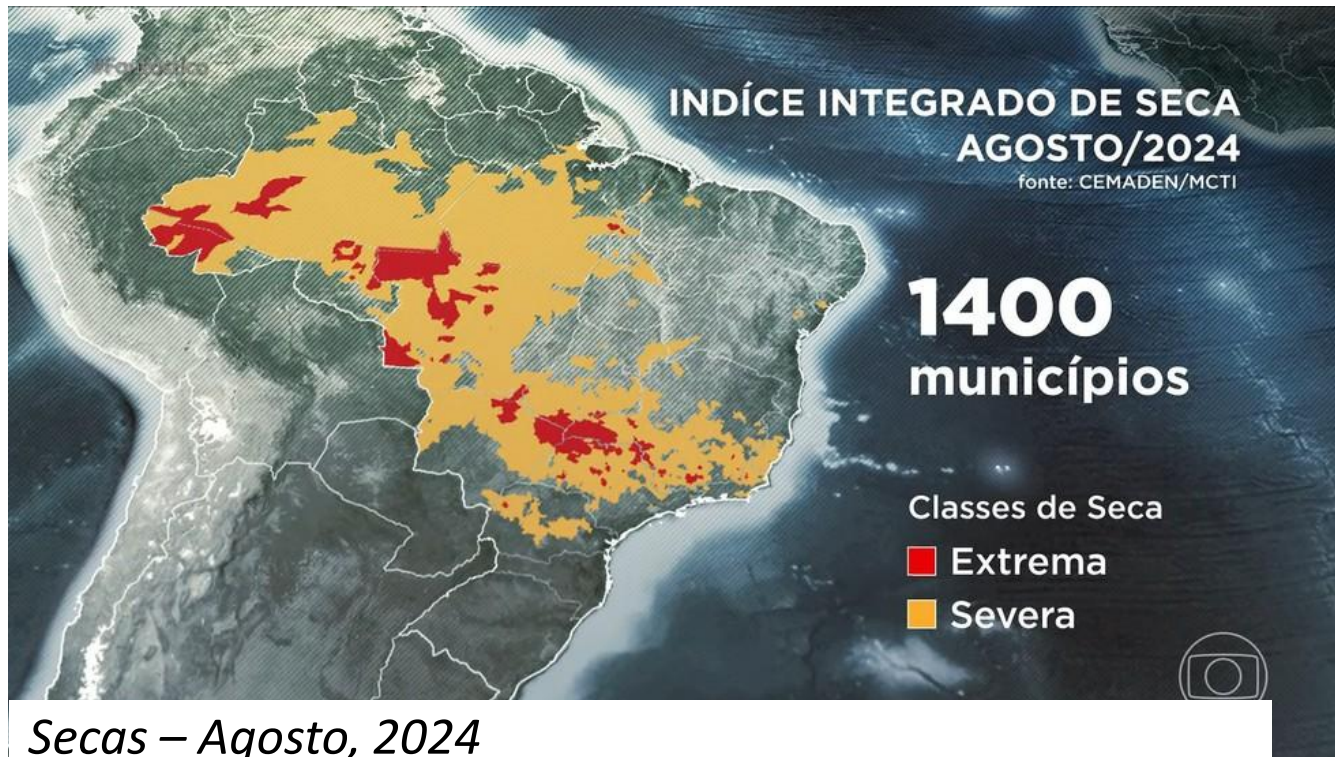 #Fantástico
INDÍCE INTEGRADO DE SECA
AGOSTO/2024
fonte: CEMADEN/MCTI
1400
municípios
Classes de Seca
Extrema
Severa
Secas – Agosto, 2024